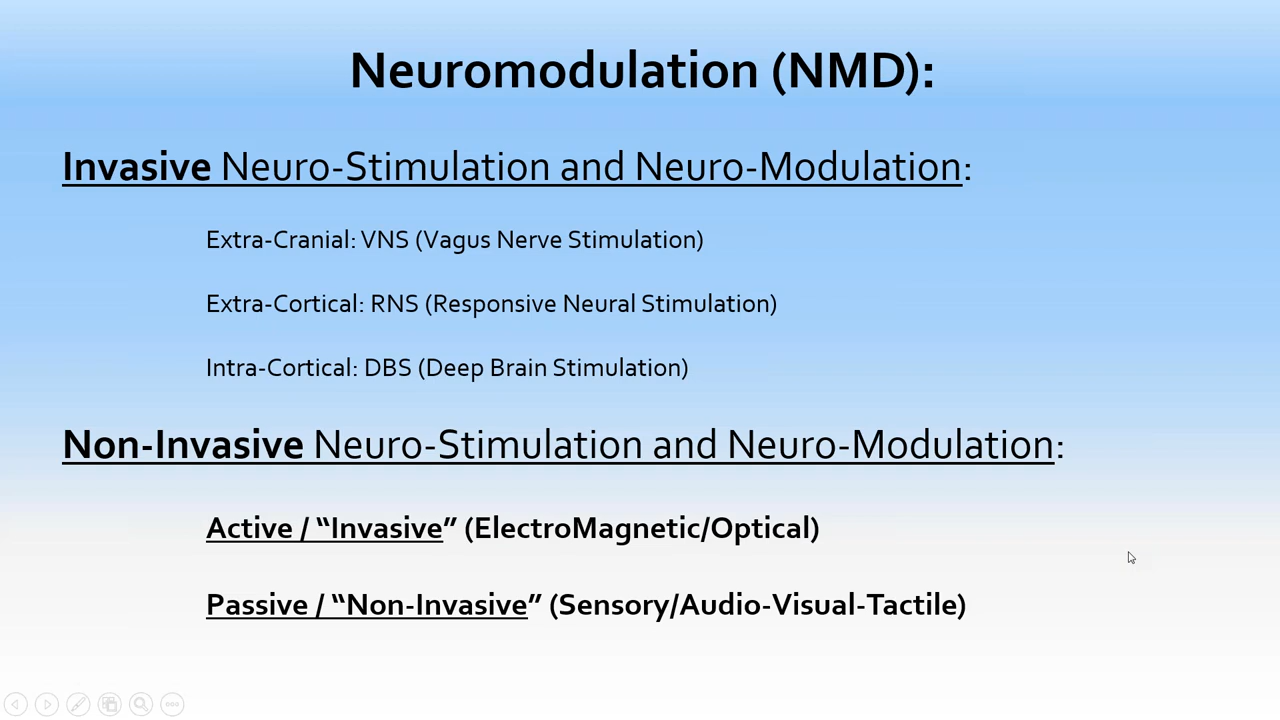 Neuromodulation (NMD):
Invasive Neuro-Stimulation and Neuro-Modulation:
Extra-Cranial: VNS (Vagus Nerve Stimulation)
Extra-Cortical: RNS (Responsive Neural Stimulation)
Intra-Cortical: DBS (Deep Brain Stimulation)
Non-Invasive Neuro-Stimulation and Neuro-Modulation:
Active / “Invasive” (ElectroMagnetic/Optical)
Passive / “Non-Invasive” (Sensory/Audio-Visual-Tactile)